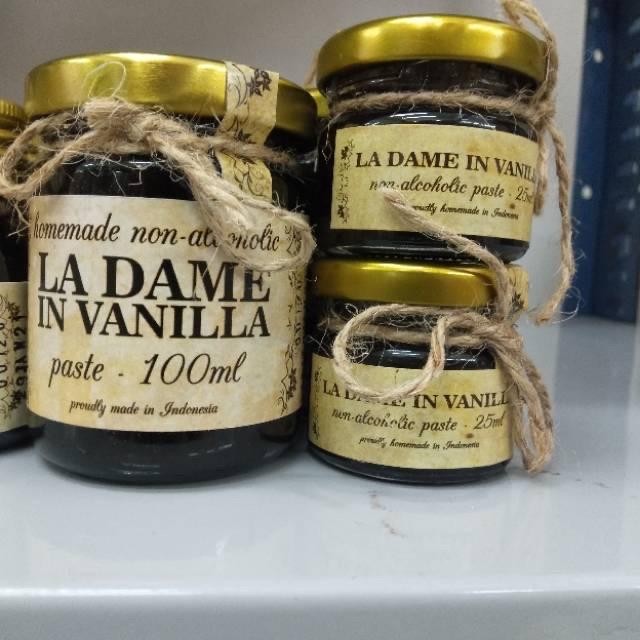 homemade non-alcoholic
LA DAME
IN VANILLA
paste - 100ml
proudly made in Indonesia
LA DAME IN VANILL
non-alcoholic paste - 25ml
proudly homemade in Indonesia
LA DAME IN VANILL
non-alcoholic paste - 25ml
proudly homemade in Indonesia